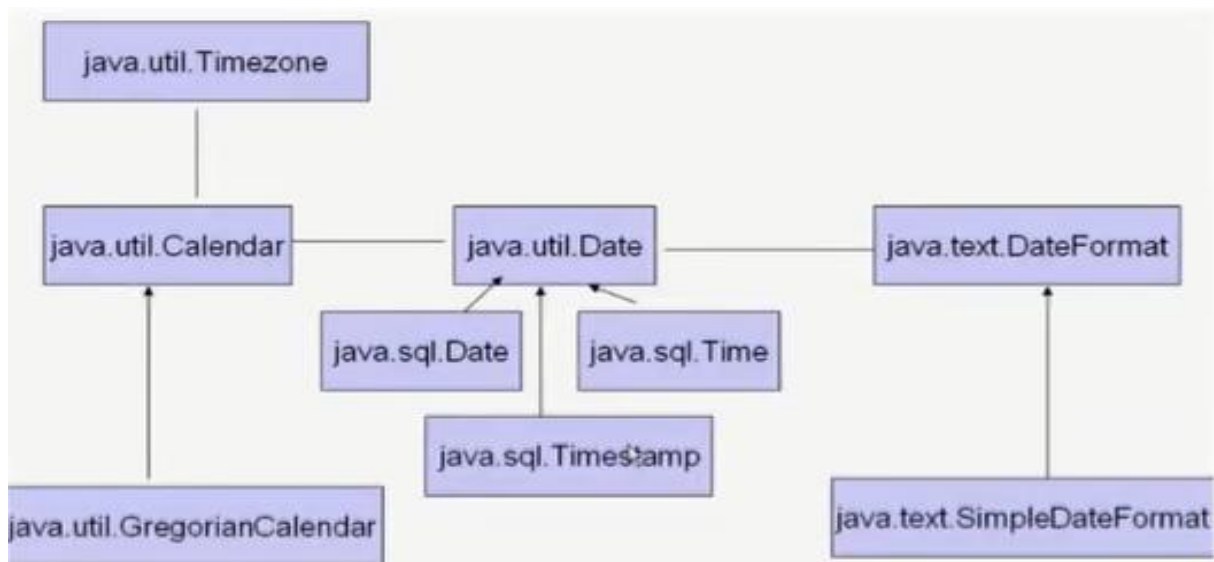 java.util.Timezone
java.util.Calendar
java.util.Date
java.text.DateFormat
java.sql.Date
java.sql.Time
java.sql.Timestamp
java.util.GregorianCalendar
java.text.SimpleDateFormat